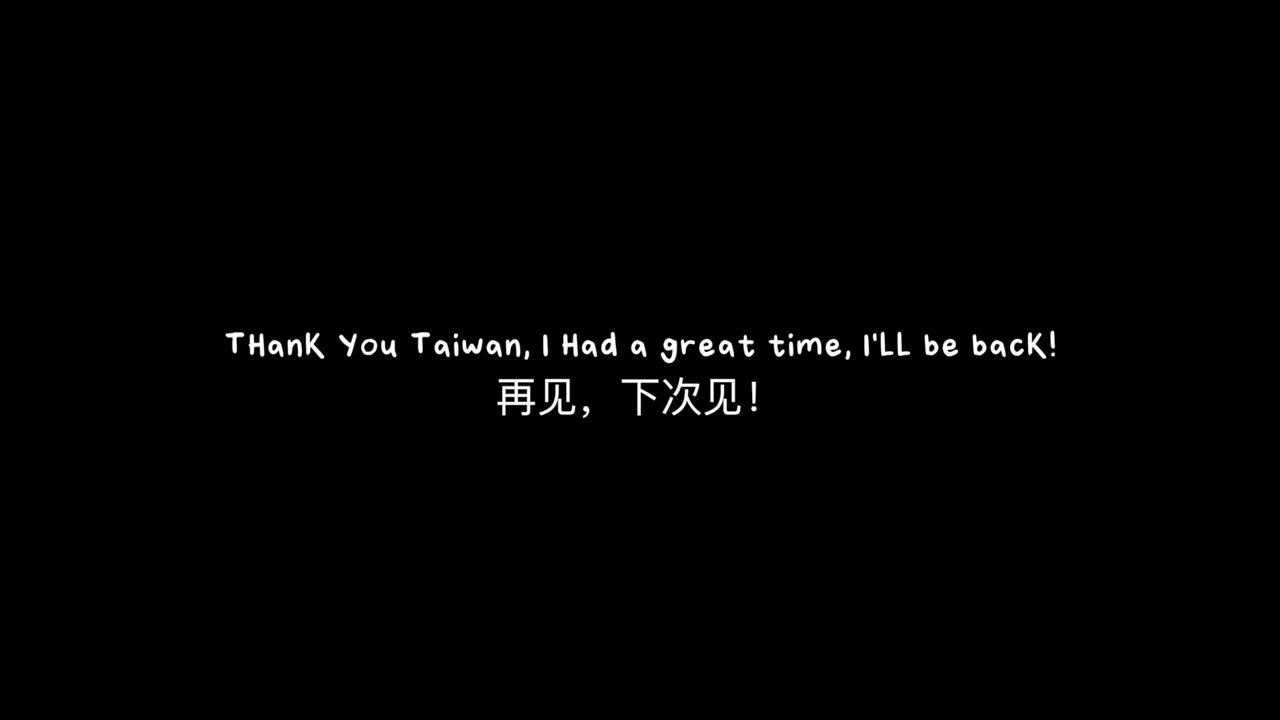 THanK You Taiwan, I Had a great time, I'LL be bacK!
再见，下次见！